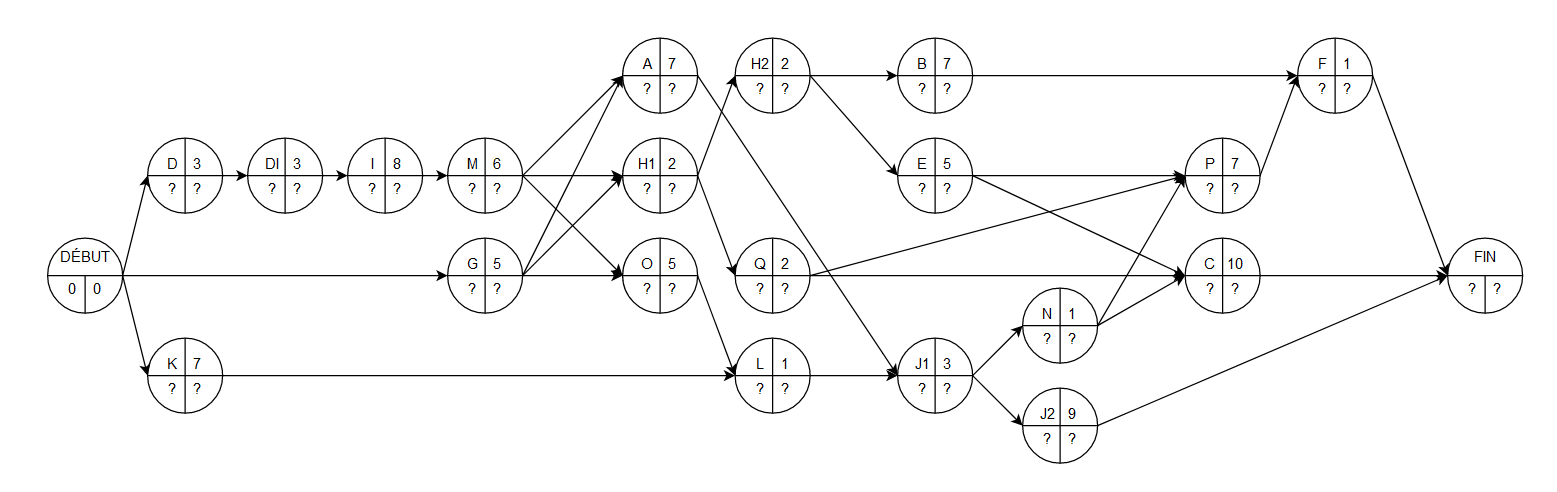 A 7
? ?
H2 2
? ?
B 7
? ?
F 1
? ?
D 3
? ?
DI 3
? ?
I 8
? ?
M 6
? ?
H1 2
? ?
E 5
? ?
P 7
? ?
DÉBUT
0 0
G 5
? ?
O 5
? ?
Q 2
? ?
C 10
? ?
FIN
? ?
N 1
? ?
K 7
? ?
L 1
? ?
J1 3
? ?
J2 9
? ?